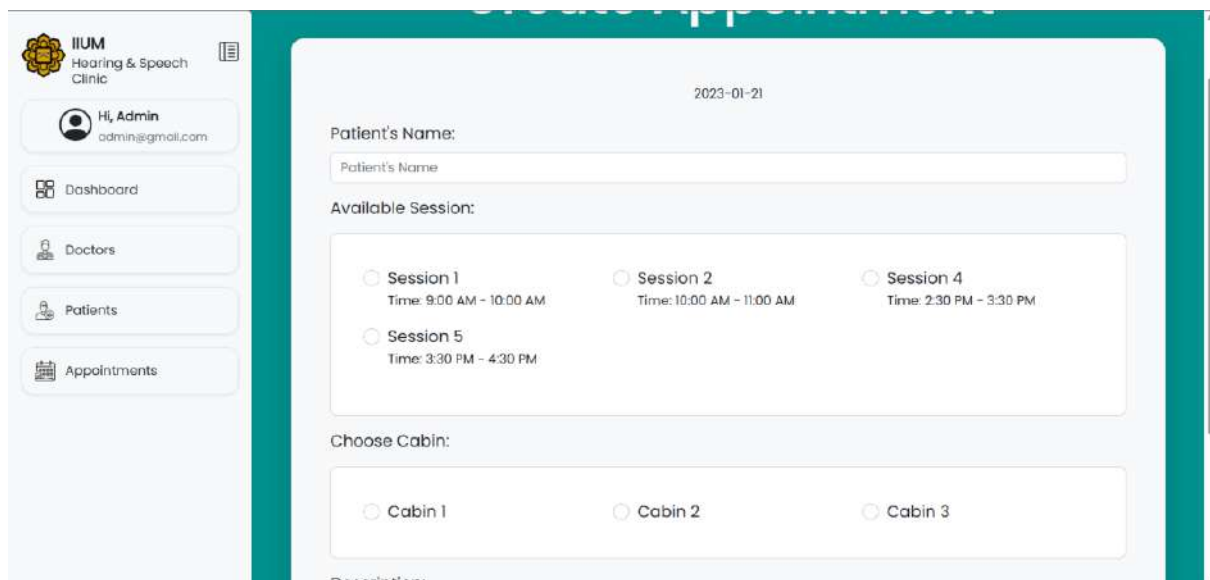 Create Appointment
IIUM
Hearing & Speech
Clinic
Hi, Admin
admin@gmail.com
Dashboard
Doctors
Patients
Appointments
2023-01-21
Patient's Name:
Patient's Name
Available Session:
Session 1
Time: 9:00 AM - 10:00 AM
Session 2
Time: 10:00 AM - 11:00 AM
Session 4
Time: 2:30 PM - 3:30 PM
Session 5
Time: 3:30 PM - 4:30 PM
Choose Cabin:
Cabin 1
Cabin 2
Cabin 3
Description: